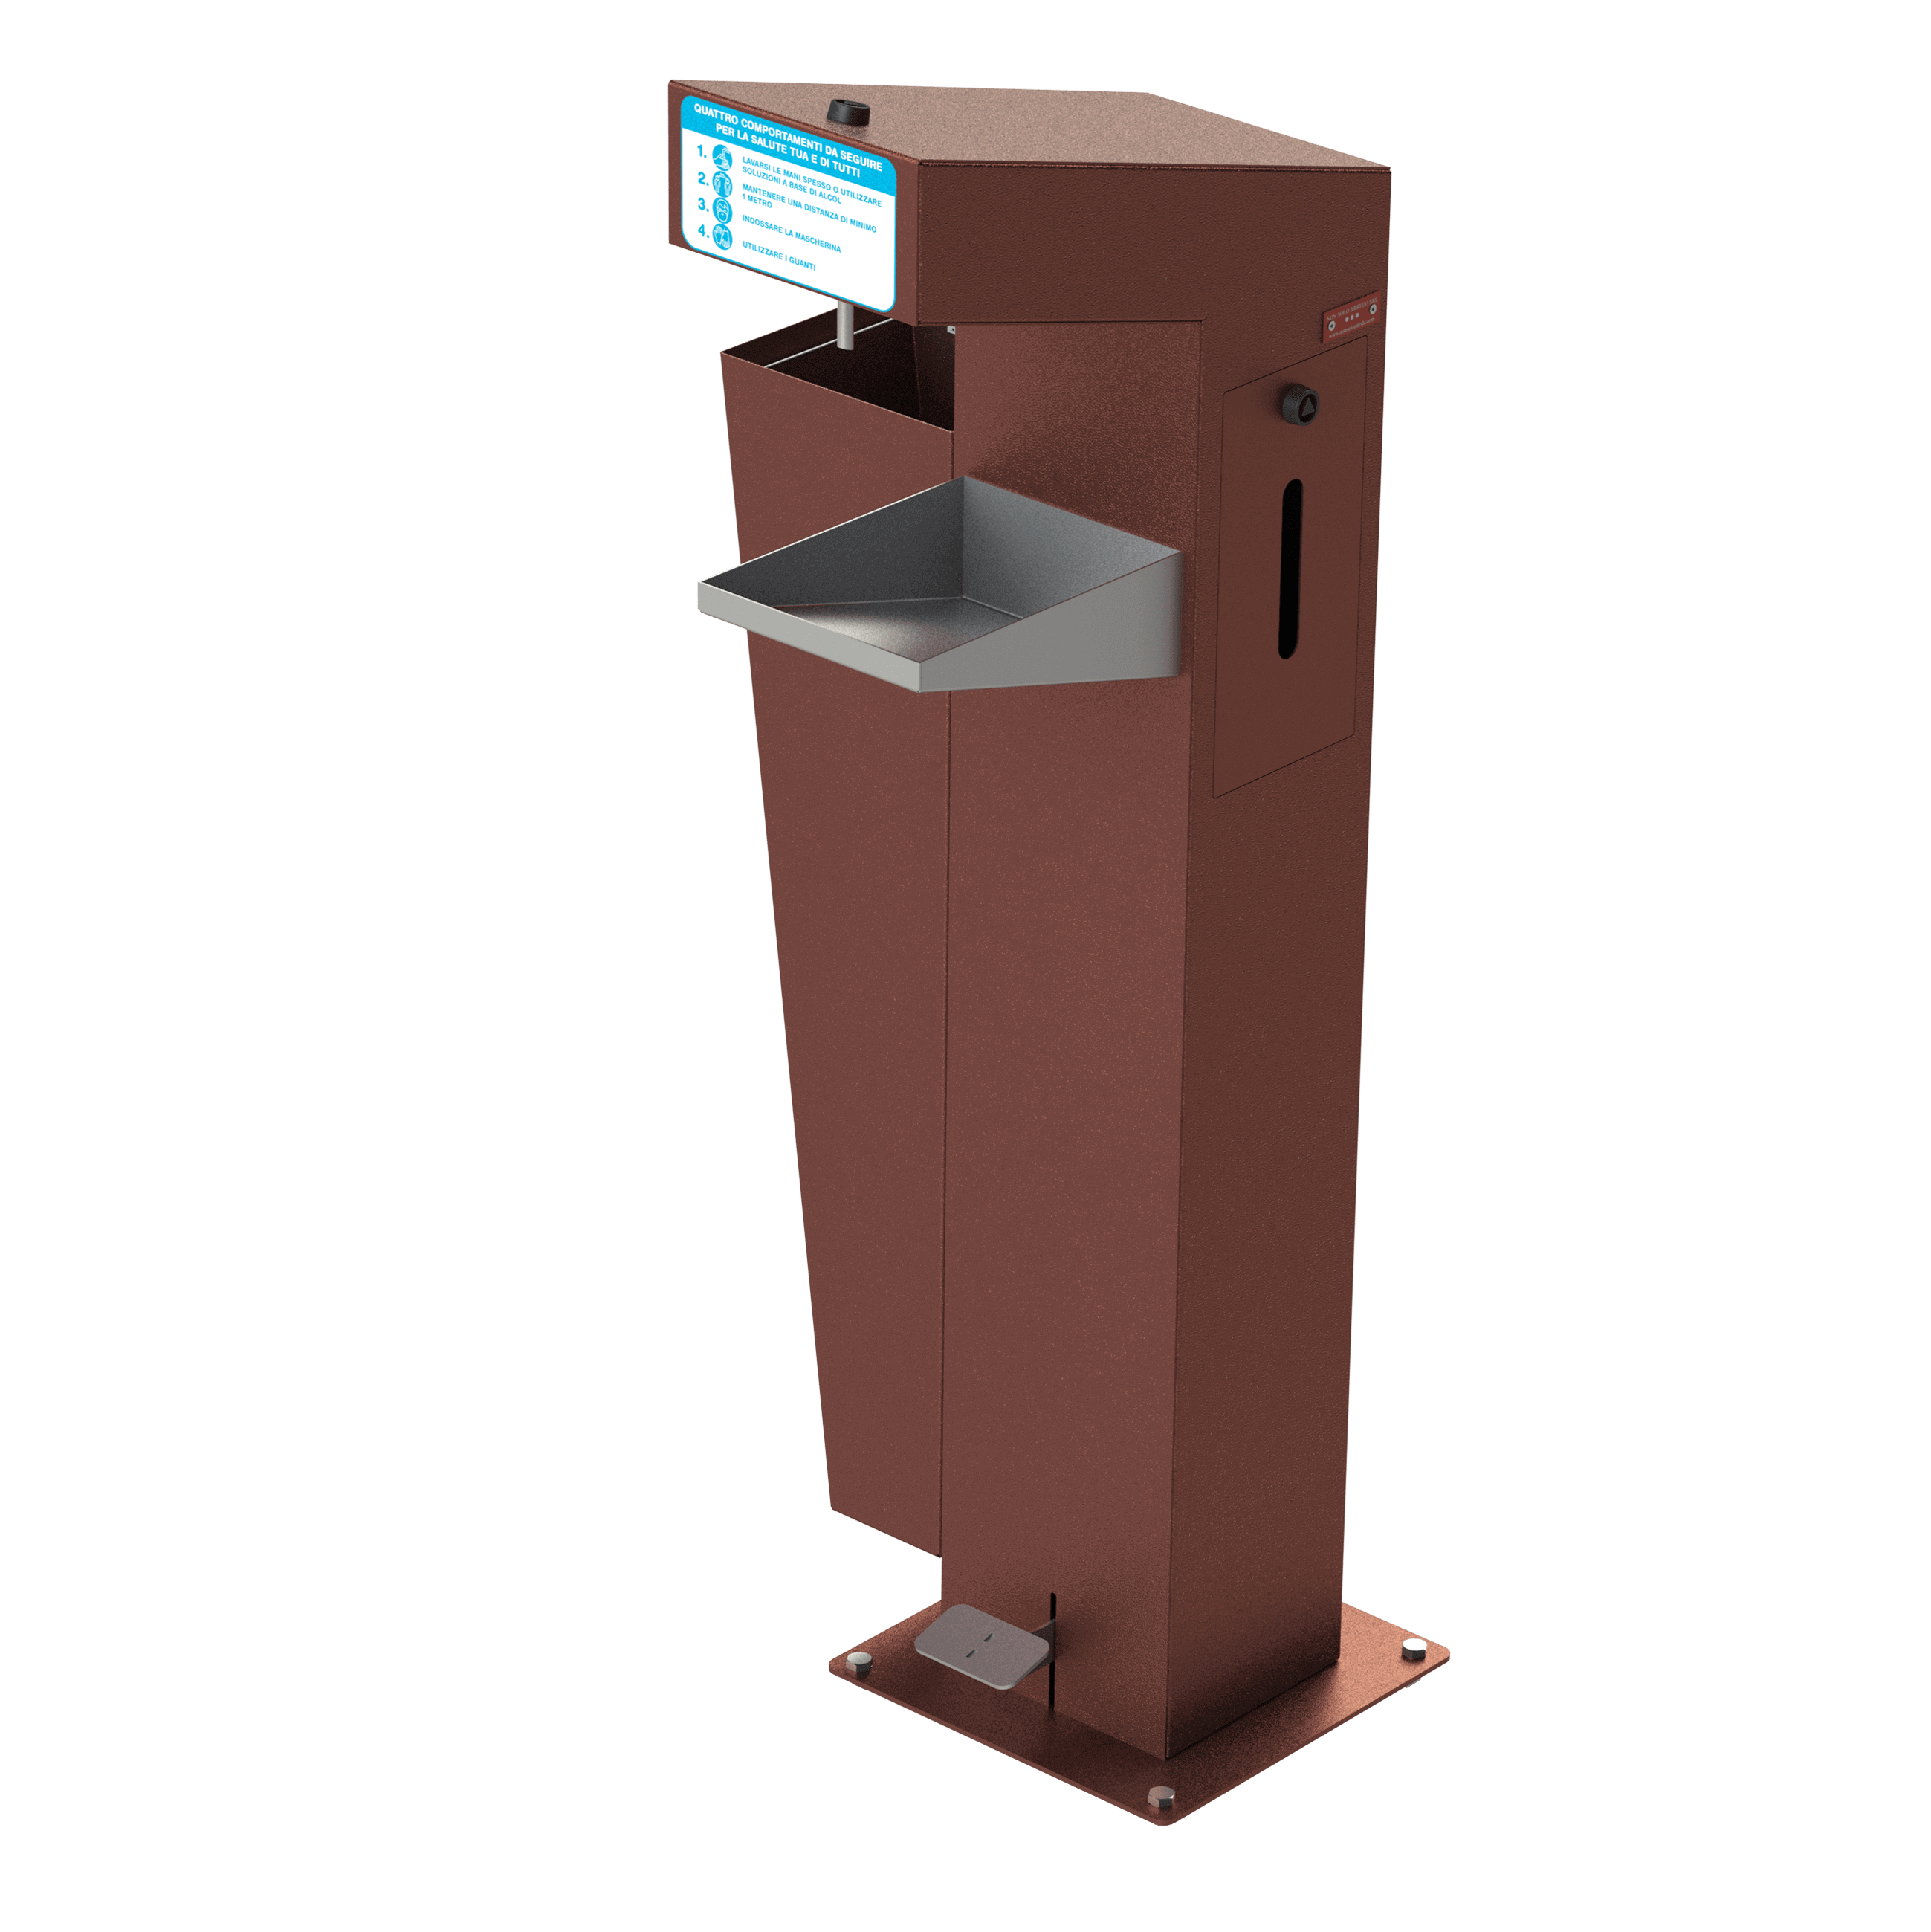 QUATTRO COMPORTAMENTI DA SEGUIRE
PER LA SALUTE TUA E DI TUTTI
1. LAVARSI LE MANI SPESSO O UTILIZZARE
SOLUZIONI A BASE DI ALCOL
2. MANTENERE UNA DISTANZA DI MINIMO
1 METRO
3. INDOSSARE LA MASCHERINA
4. UTILIZZARE I GUANTI